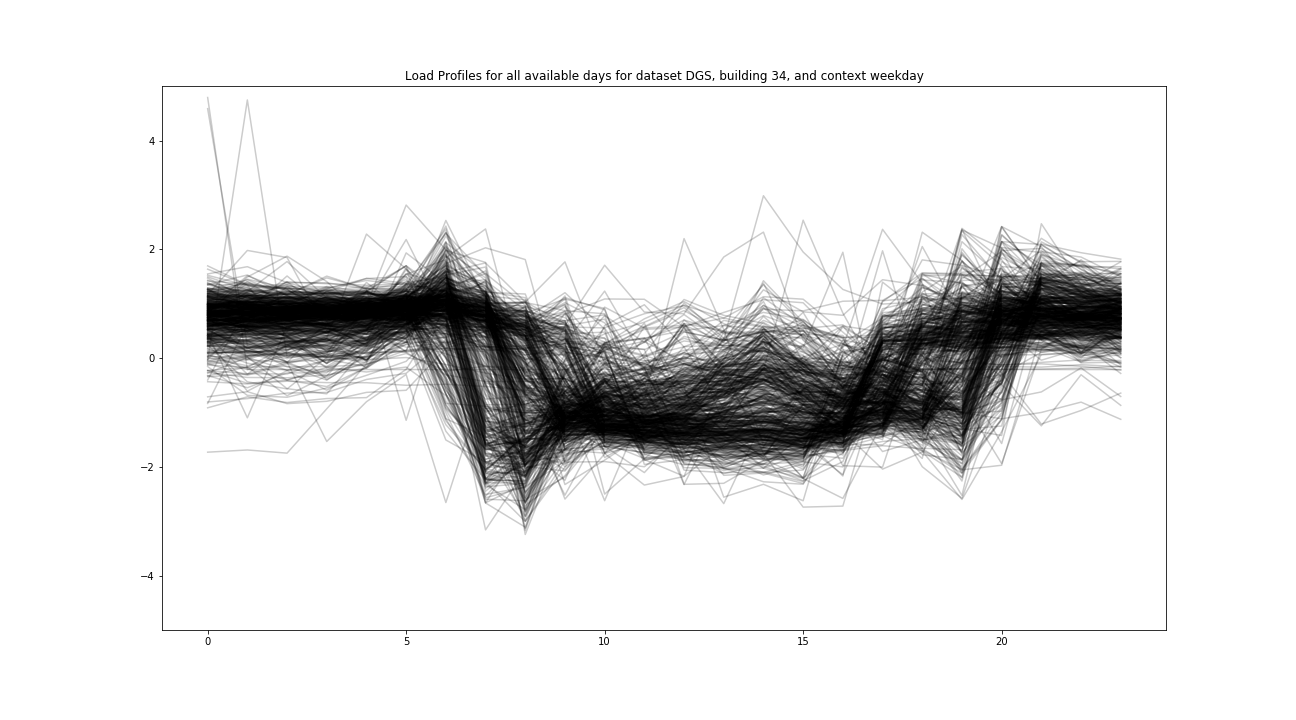 Load Profiles for all available days for dataset DGS, building 34, and context weekday
4
2
0
−2
−4
0 5 10 15 20